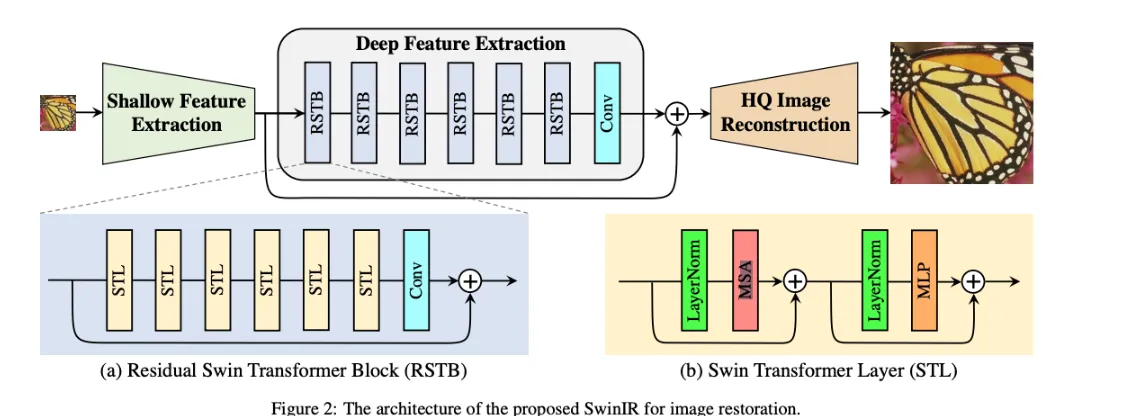 Deep Feature Extraction
Shallow Feature
Extraction
RSTB
RSTB
RSTB
RSTB
RSTB
RSTB
Conv
+
HQ Image
Reconstruction
STL
STL
STL
STL
STL
STL
Conv
+
(a) Residual Swin Transformer Block (RSTB)
LayerNorm
MSA
+
LayerNorm
MLP
+
(b) Swin Transformer Layer (STL)
Figure 2: The architecture of the proposed SwinIR for image restoration.